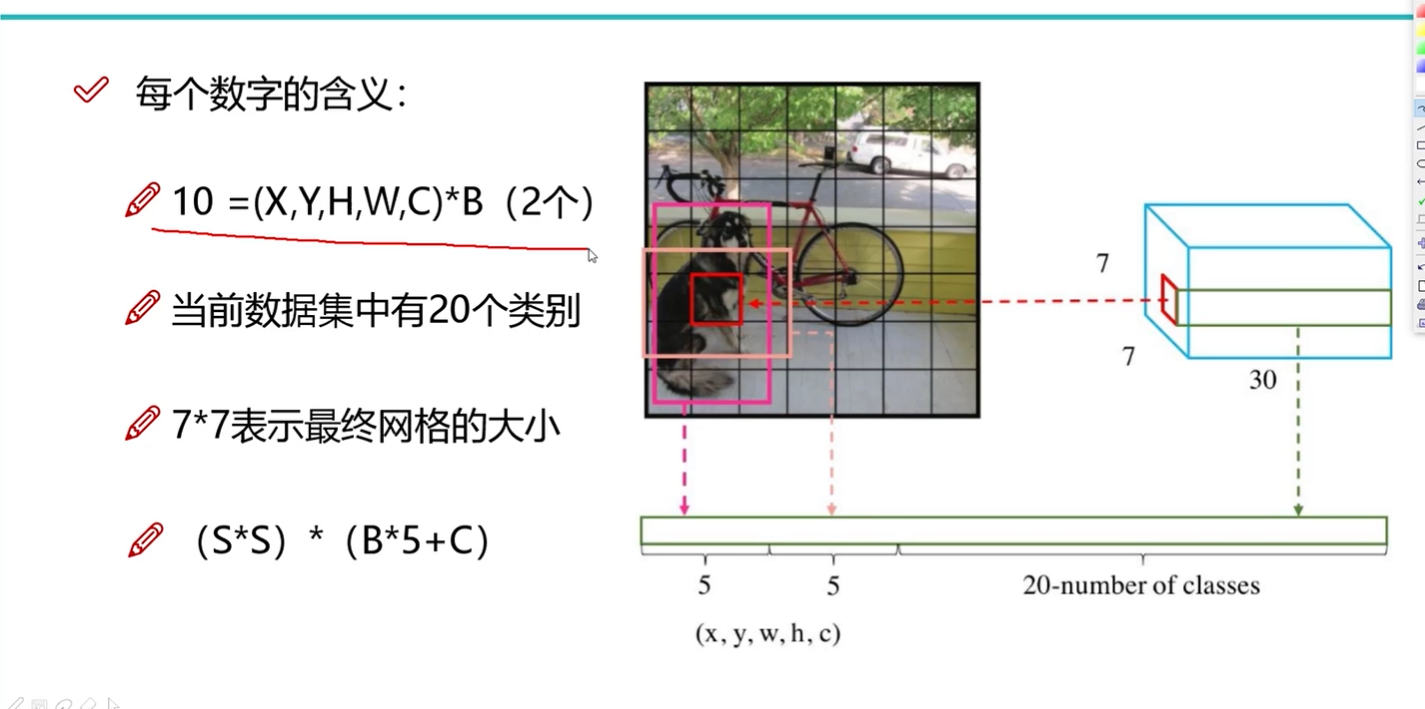 每个数字的含义：
10 =(X,Y,H,W,C)*B（2个）
当前数据集中有20个类别
7*7表示最终网格的大小
（S*S）*（B*5+C）
7
7
30
5
5
20-number of classes
(x, y, w, h, c)